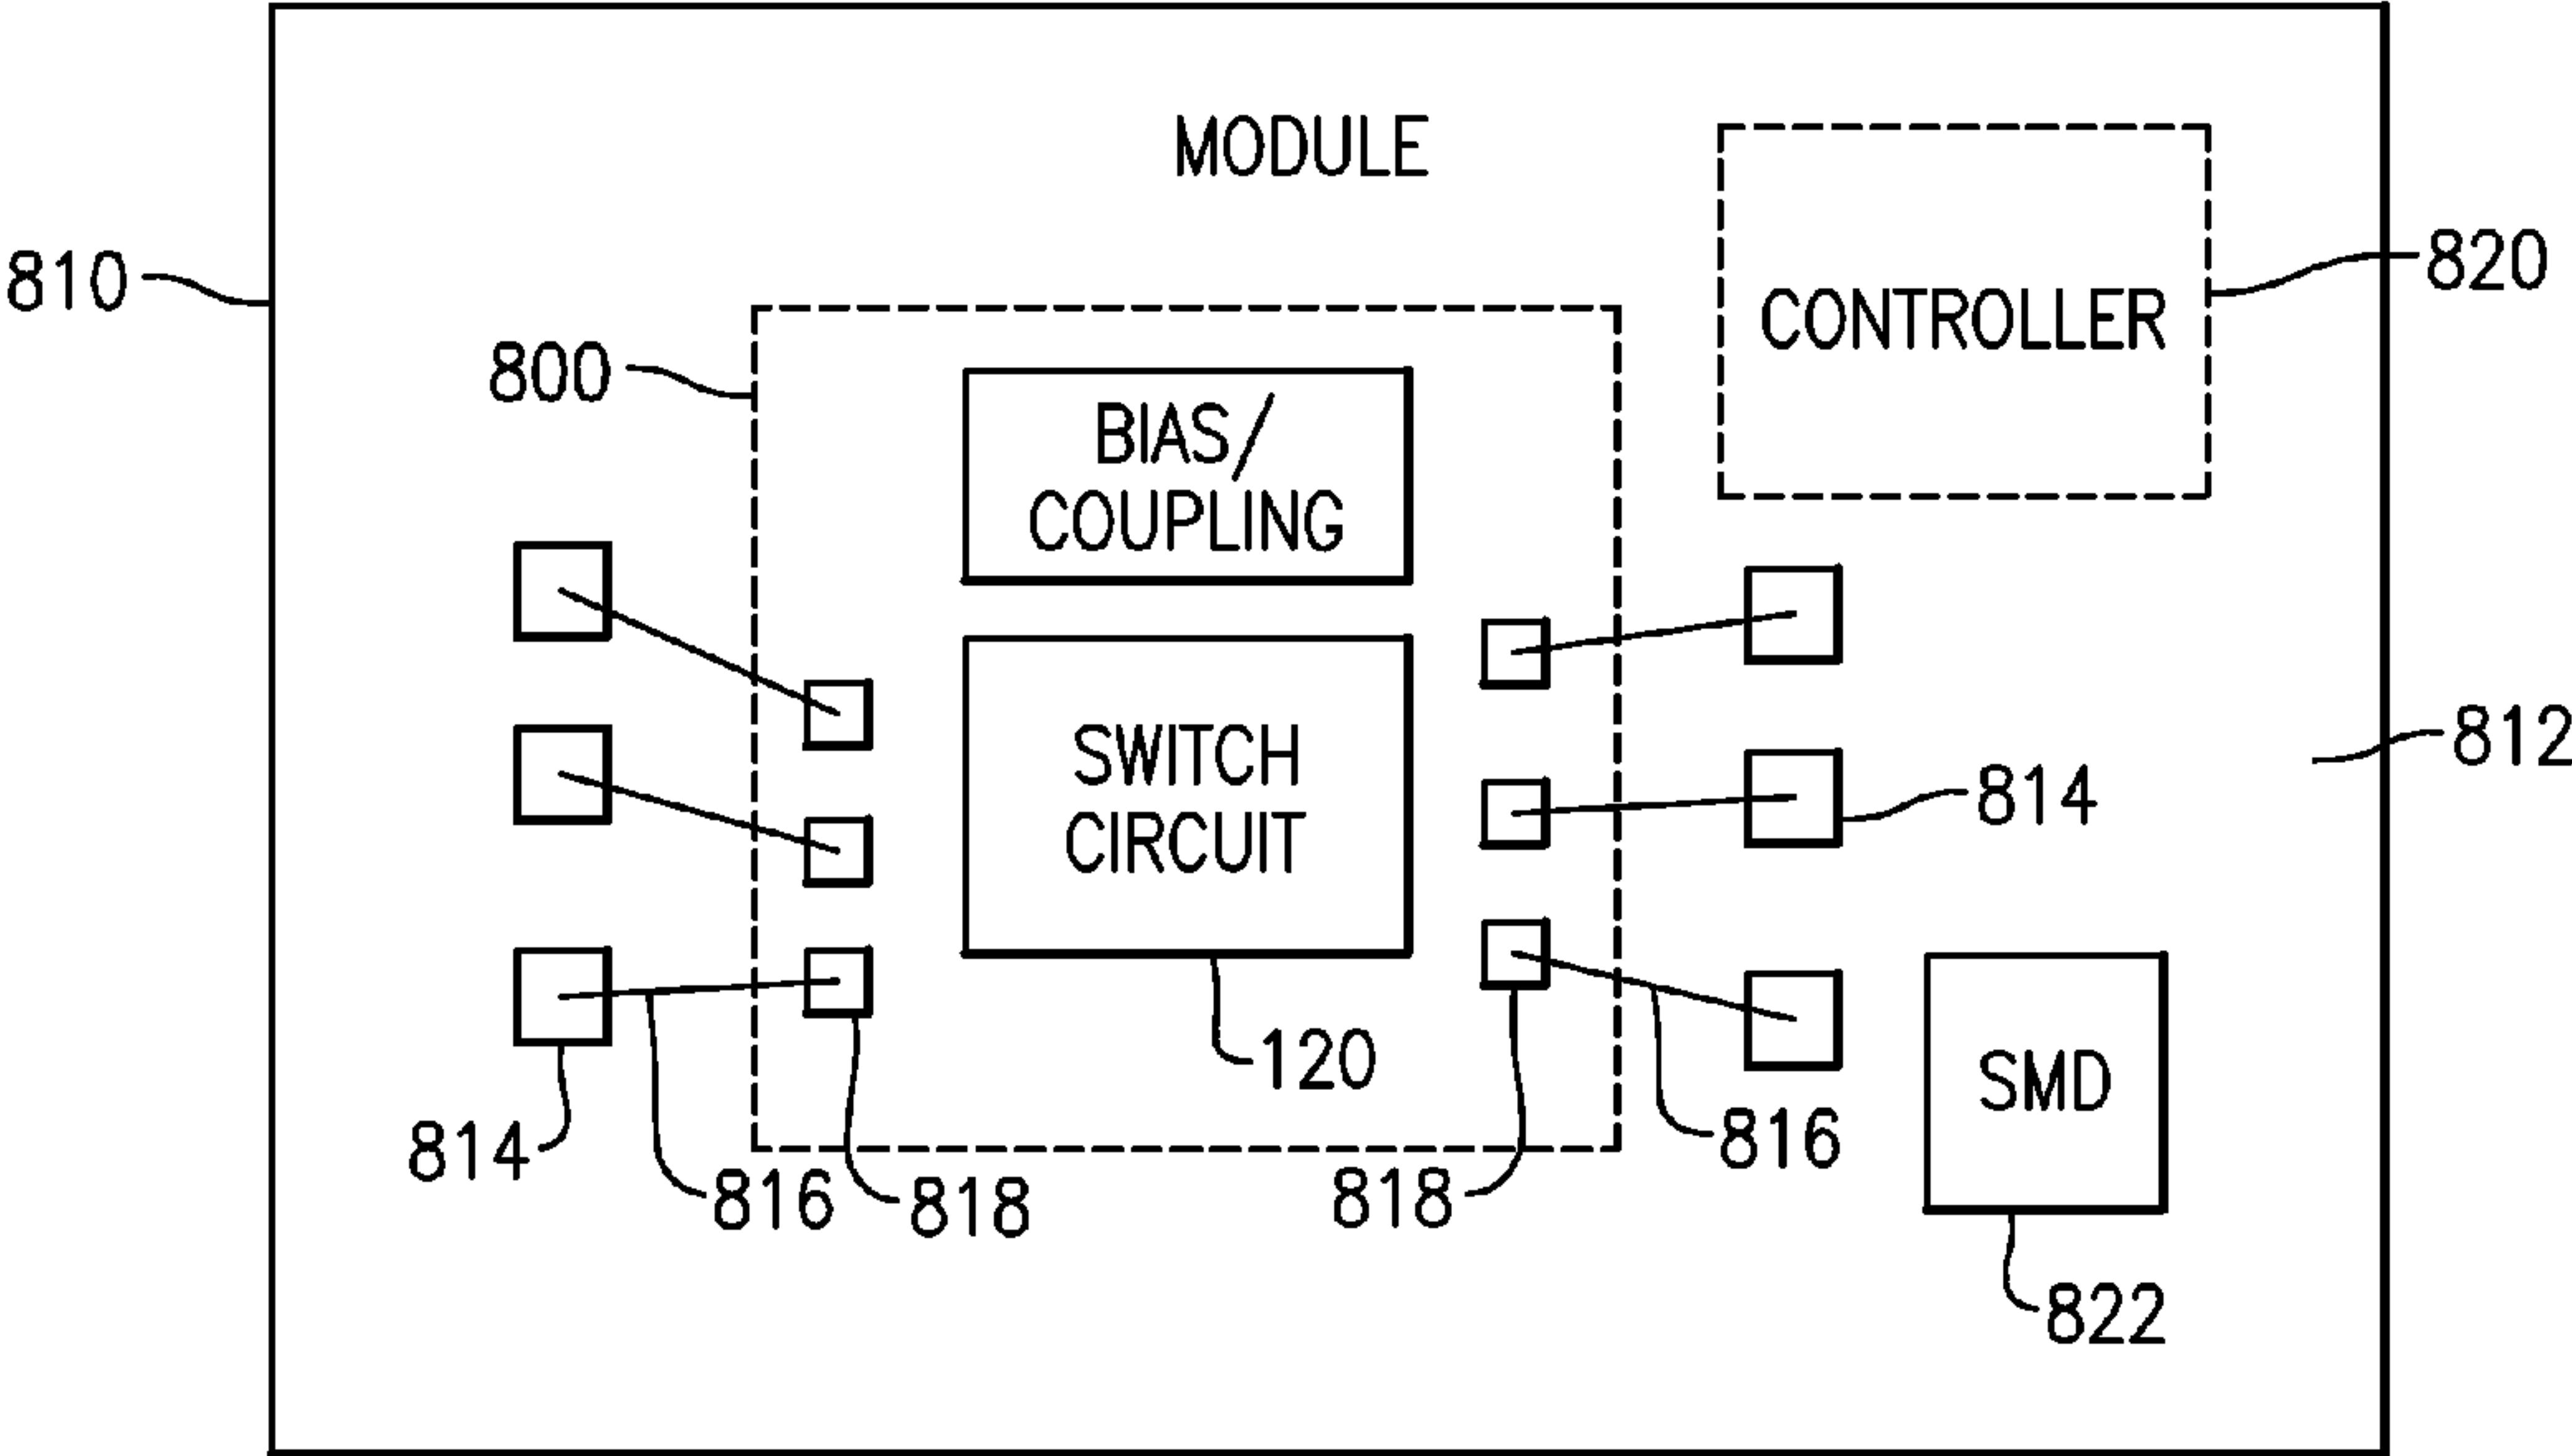 MODULE
810
820
CONTROLLER
800
BIAS/
COUPLING
812
SWITCH
CIRCUIT
814
120
SMD
814
816
818
818
816
822